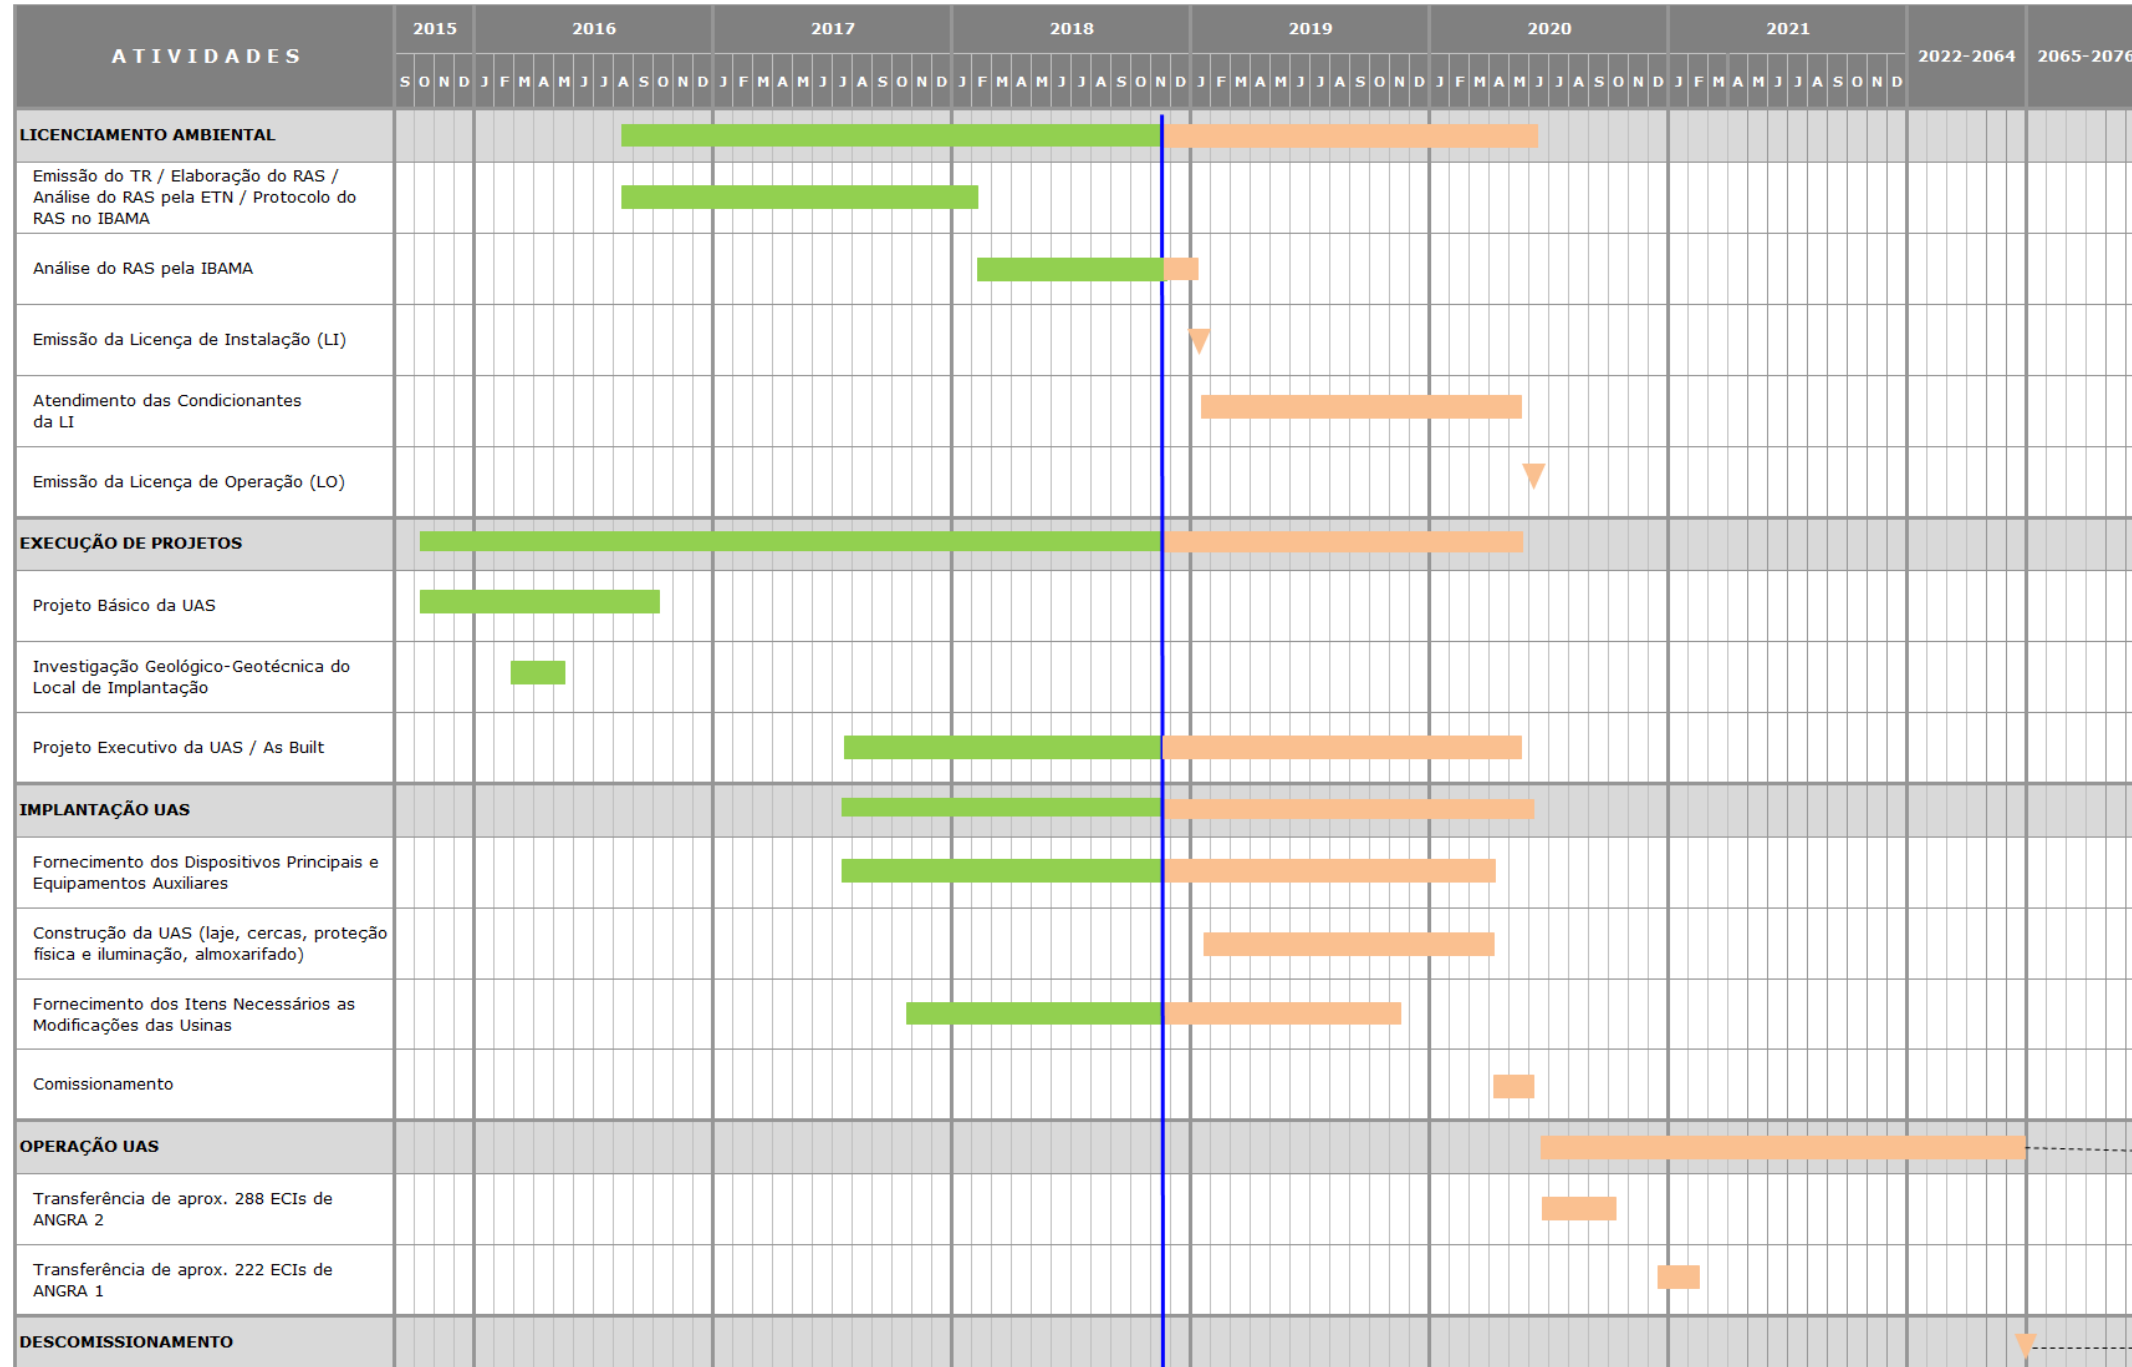 ATIVIDADES
2015 2016 2017 2018 2019 2020 2021 2022-2064 2065-2076
S O N D J F M A M J J A S O N D J F M A M J J A S O N D J F M A M J J A S O N D J F M A M J J A S O N D J F M A M J J A S O N D J F M A M J J A S O N D
LICENCIAMENTO AMBIENTAL
Emissão do TR / Elaboração do RAS /
Análise do RAS pela ETN / Protocolo do
RAS no IBAMA
Análise do RAS pela IBAMA
Emissão da Licença de Instalação (LI)
Atendimento das Condicionantes
da LI
Emissão da Licença de Operação (LO)
EXECUÇÃO DE PROJETOS
Projeto Básico da UAS
Investigação Geológico-Geotécnica do
Local de Implantação
Projeto Executivo da UAS / As Built
IMPLANTAÇÃO UAS
Fornecimento dos Dispositivos Principais e
Equipamentos Auxiliares
Construção da UAS (laje, cercas, proteção
física e iluminação, almoxarifado)
Fornecimento dos Itens Necessários as
Modificações das Usinas
Comissionamento
OPERAÇÃO UAS
Transferência de aprox. 288 ECIs de
ANGRA 2
Transferência de aprox. 222 ECIs de
ANGRA 1
DESCOMISSIONAMENTO